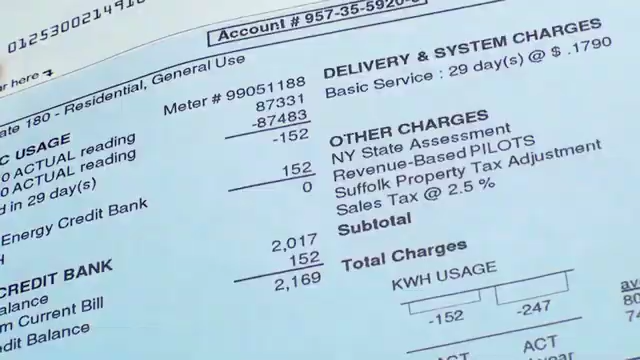 01253002149
Account # 957-35-5920-
r here
ate 180 - Residential, General Use
Meter # 99051188
C USAGE
0 ACTUAL reading 87331
0 ACTUAL reading -87483
d in 29 day(s) -152
Energy Credit Bank 152
H 0
CREDIT BANK
alance 2,017
m Current Bill 152
dit Balance 2,169
DELIVERY & SYSTEM CHARGES
Basic Service : 29 day(s) @ $ .1790
OTHER CHARGES
NY State Assessment
Revenue-Based PILOTS
Suffolk Property Tax Adjustment
Sales Tax @ 2.5 %
Subtotal
Total Charges
KWH USAGE
-152 -247
ACT ACT
year
av
80
74